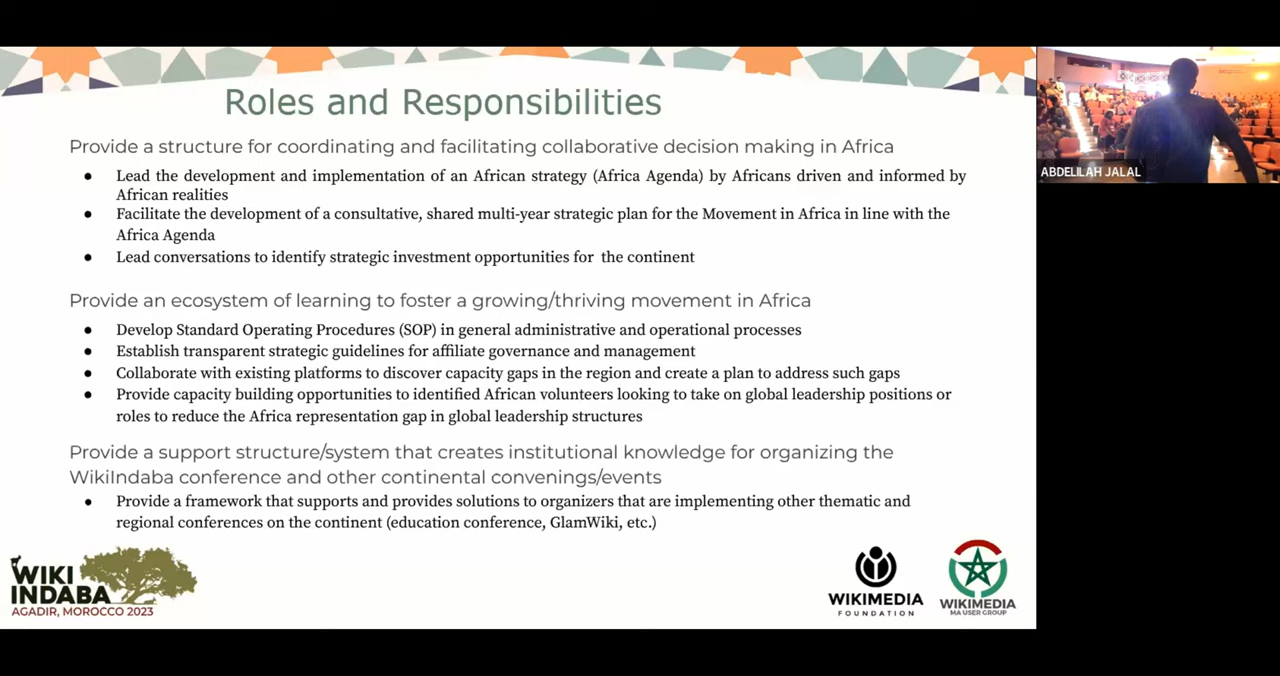 Roles and Responsibilities
Provide a structure for coordinating and facilitating collaborative decision making in Africa
● Lead the development and implementation of an African strategy (Africa Agenda) by Africans driven and informed by
African realities
● Facilitate the development of a consultative, shared multi-year strategic plan for the Movement in Africa in line with the
Africa Agenda
● Lead conversations to identify strategic investment opportunities for the continent
Provide an ecosystem of learning to foster a growing/thriving movement in Africa
● Develop Standard Operating Procedures (SOP) in general administrative and operational processes
● Establish transparent strategic guidelines for affiliate governance and management
● Collaborate with existing platforms to discover capacity gaps in the region and create a plan to address such gaps
● Provide capacity building opportunities to identified African volunteers looking to take on global leadership positions or
roles to reduce the Africa representation gap in global leadership structures
Provide a support structure/system that creates institutional knowledge for organizing the
WikiIndaba conference and other continental convenings/events
● Provide a framework that supports and provides solutions to organizers that are implementing other thematic and
regional conferences on the continent (education conference, GlamWiki, etc.)
WIKI
INDABA
AGADIR, MOROCCO 2023
WIKIMEDIA
FOUNDATION
WIKIMEDIA
MA USER GROUP
ABDELILAH JALAL